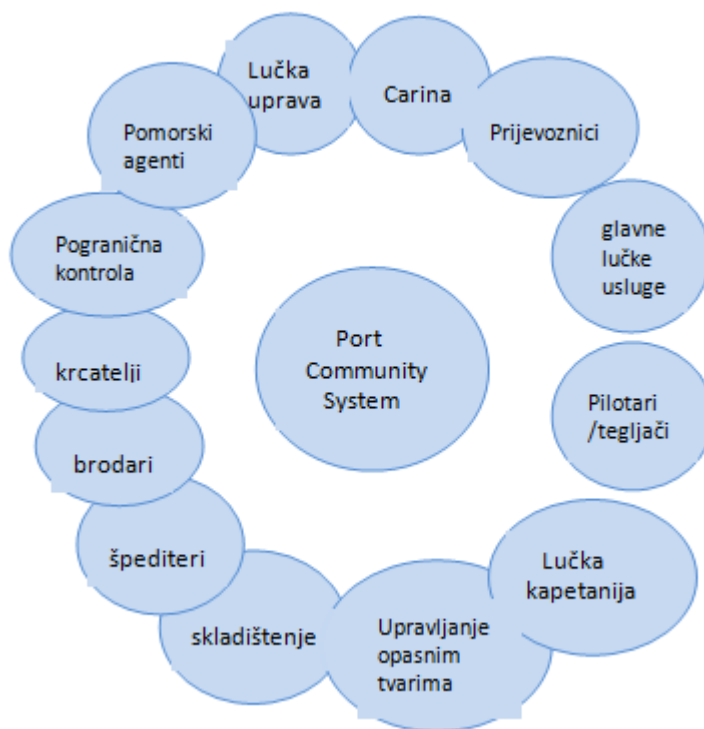 Lučka
uprava
Carina
Prijevoznici
Pomorski
agenti
glavne
lučke
usluge
Pogranična
kontrola
Port
Community
System
krcatelji
Pilotari
/tegljači
brodari
špediteri
Lučka
kapetanija
skladištenje
Upravljanje
opasnim
tvarima